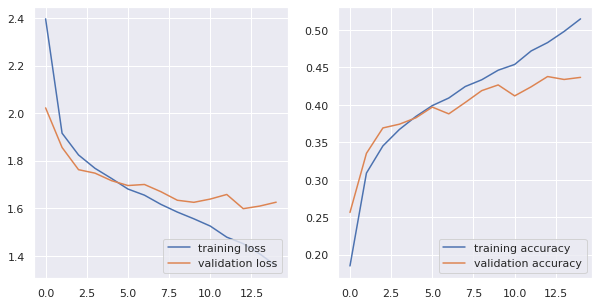 2.4
2.2
2.0
1.8
1.6
1.4
0.0 2.5 5.0 7.5 10.0 12.5
training loss
validation loss
0.50
0.45
0.40
0.35
0.30
0.25
0.20
0.0 2.5 5.0 7.5 10.0 12.5
training accuracy
validation accuracy